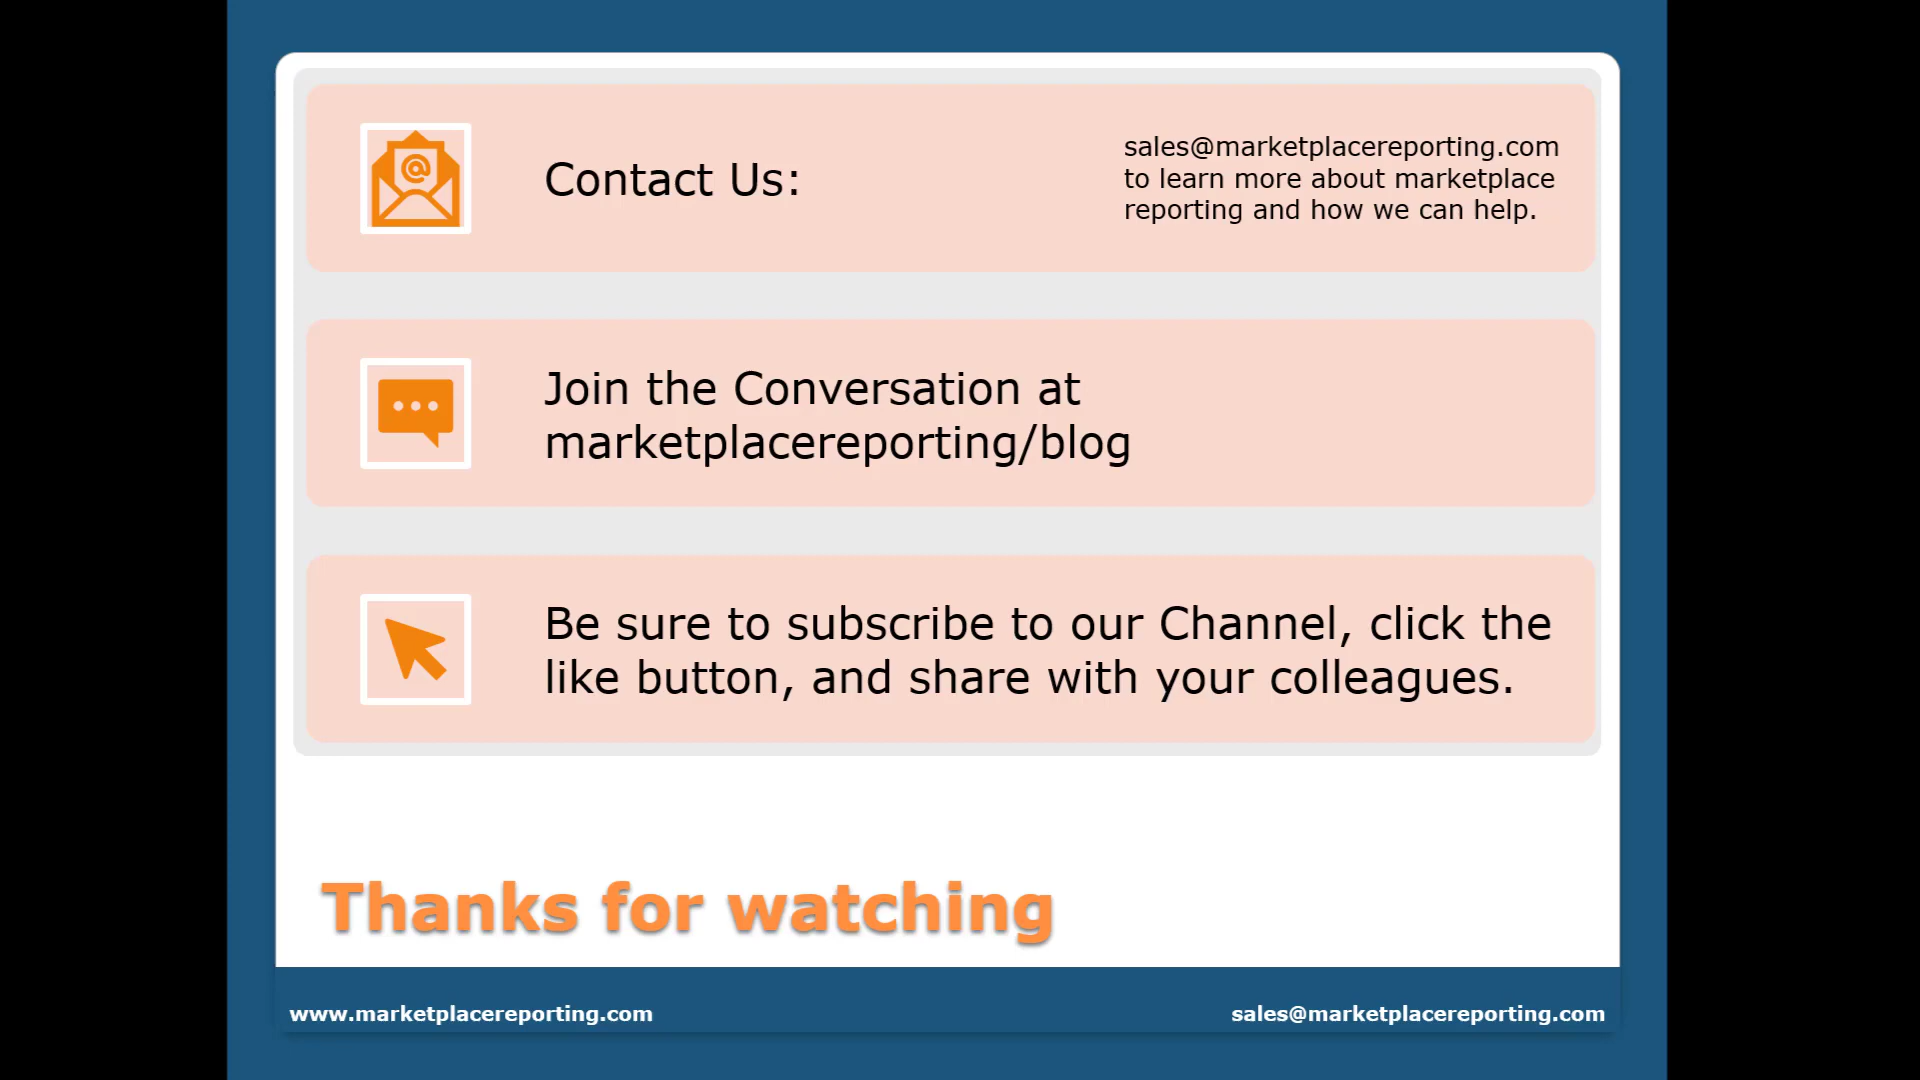 Contact Us:
sales@marketplacereporting.com
to learn more about marketplace
reporting and how we can help.
Join the Conversation at
marketplacereporting/blog
Be sure to subscribe to our Channel, click the
like button, and share with your colleagues.
Thanks for watching
www.marketplacereporting.com
sales@marketplacereporting.com